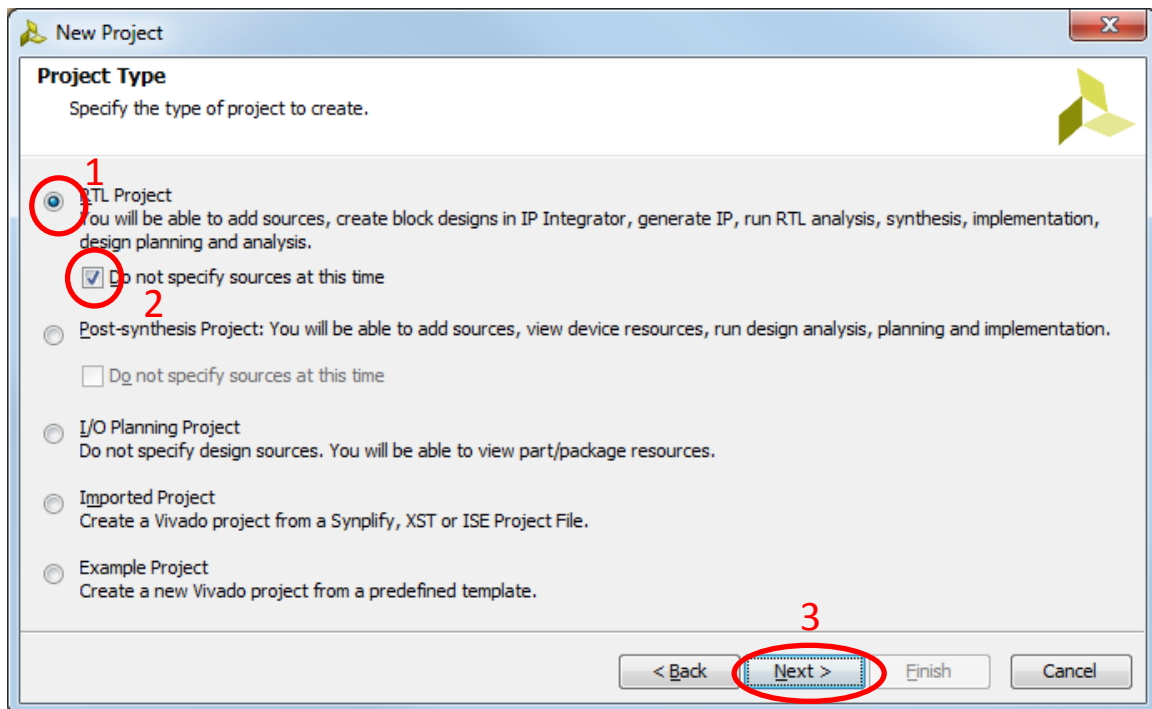 New Project
X
Project Type
Specify the type of project to create.
1
RTL Project
You will be able to add sources, create block designs in IP Integrator, generate IP, run RTL analysis, synthesis, implementation,
design planning and analysis.
Do not specify sources at this time
2
Post-synthesis Project: You will be able to add sources, view device resources, run design analysis, planning and implementation.
Do not specify sources at this time
I/O Planning Project
Do not specify design sources. You will be able to view part/package resources.
Imported Project
Create a Vivado project from a Synplify, XST or ISE Project File.
Example Project
Create a new Vivado project from a predefined template.
3
< Back Next > Finish Cancel